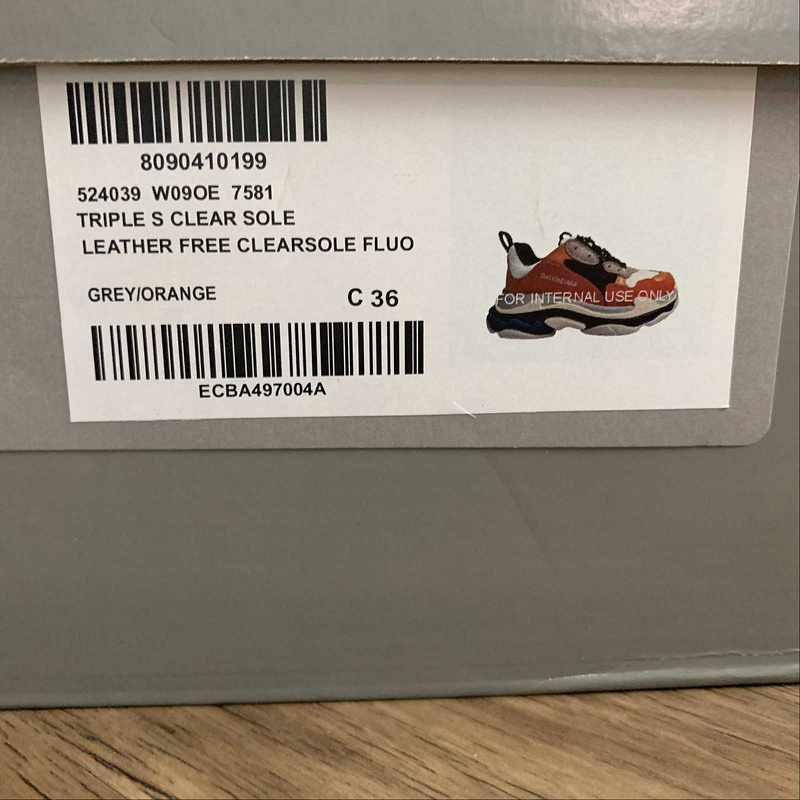 8090410199
524039 W09OE 7581
TRIPLE S CLEAR SOLE
LEATHER FREE CLEARSOLE FLUO
GREY/ORANGE C 36
ECBA497004A
BALENCIAGA
FOR INTERNAL USE ONLY